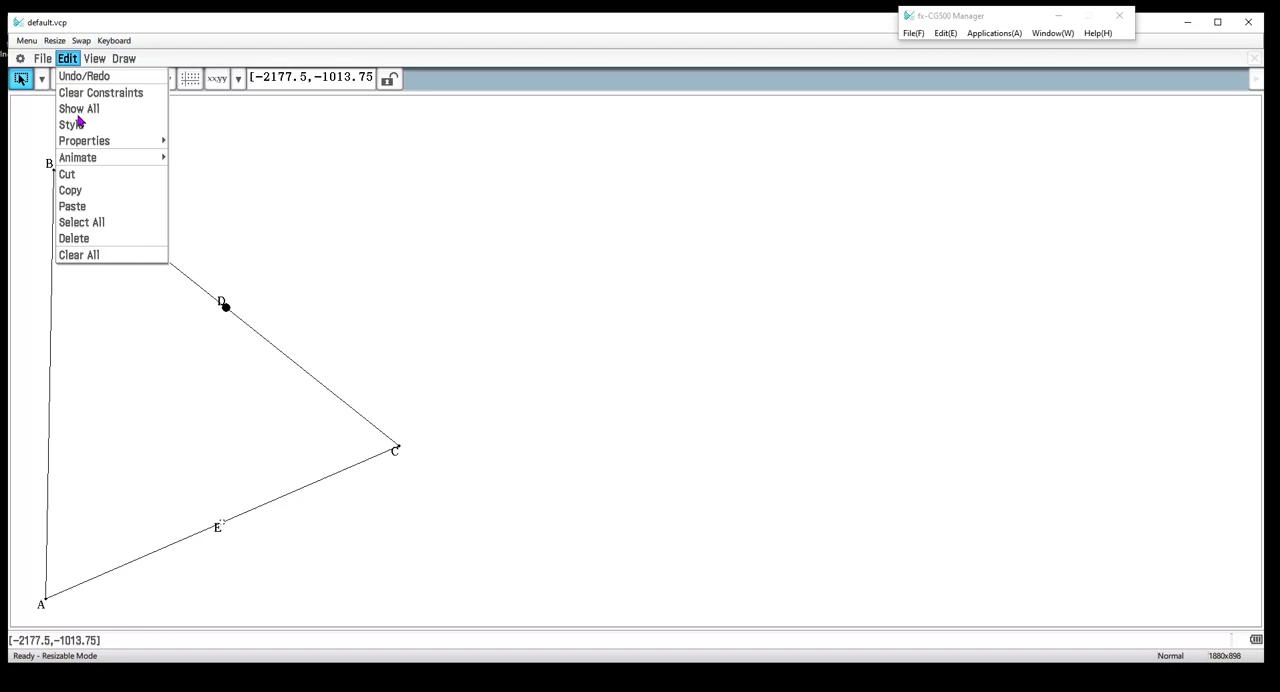 default.vcp
fx-CG500 Manager
File(F) Edit(E) Applications(A) Window(W) Help(H)
Menu Resize Swap Keyboard
File Edit View Draw
xx,yy [-2177.5,-1013.75
Undo/Redo
Clear Constraints
Show All
Style
Properties
Animate
Cut
Copy
Paste
Select All
Delete
Clear All
B
D
C
E
A
[-2177.5,-1013.75]
Ready - Resizable Mode Normal 1880x898